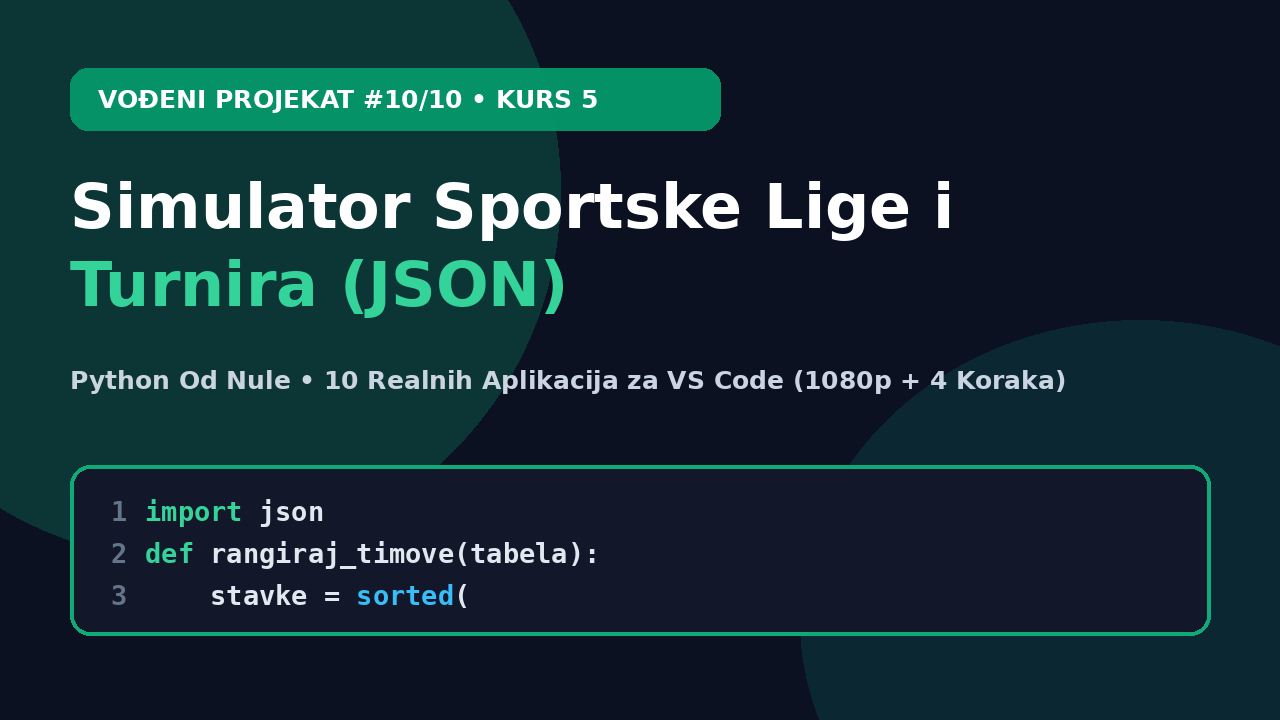 VOĐENI PROJEKAT #10/10 • KURS 5
Simulator Sportske Lige i
Turnira (JSON)
Python Od Nule • 10 Realnih Aplikacija za VS Code (1080p + 4 Koraka)
1 import json
2 def rangiraj_timove(tabela):
3     stavke = sorted(